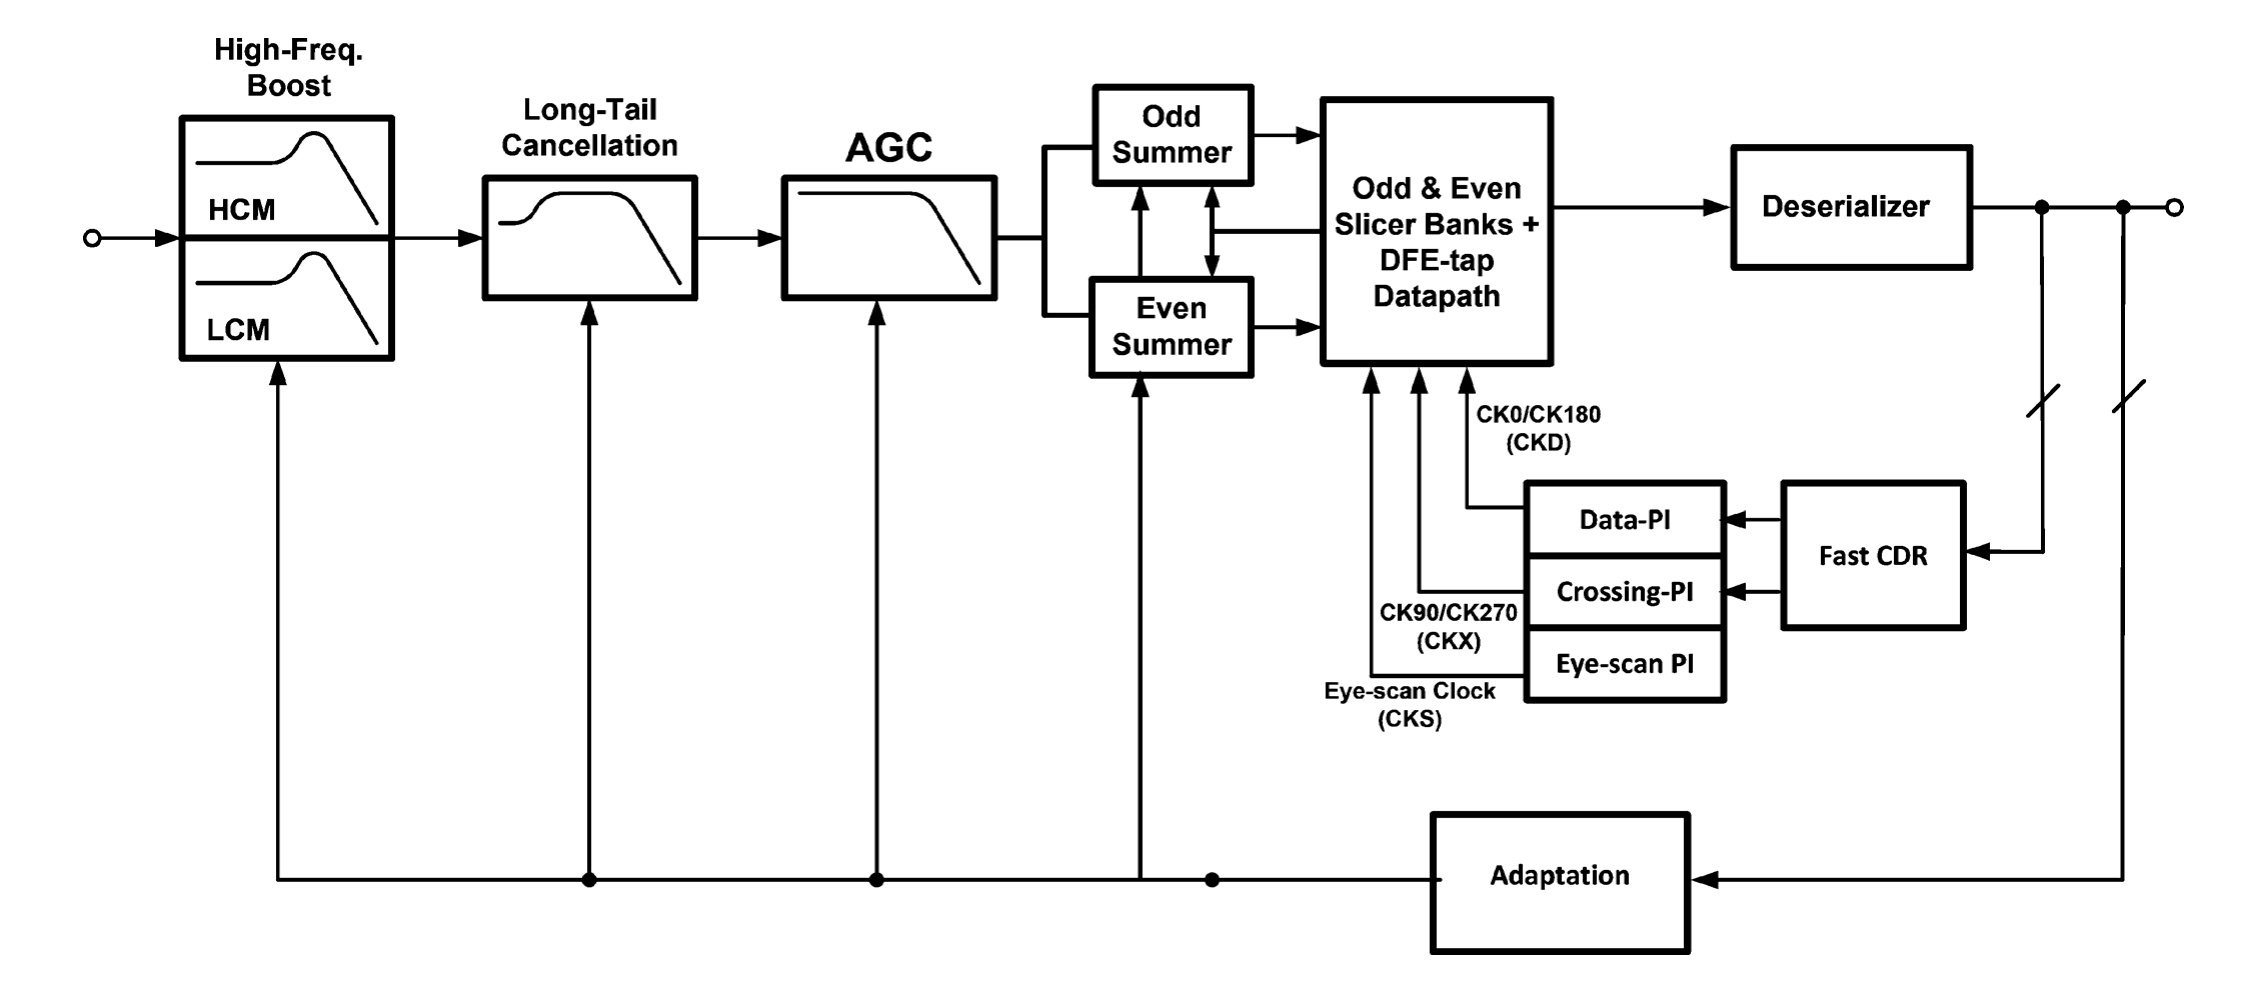 High-Freq.
Boost
HCM
LCM
Long-Tail
Cancellation
AGC
Odd
Summer
Even
Summer
Odd & Even
Slicer Banks +
DFE-tap
Datapath
Deserializer
CK0/CK180
(CKD)
Data-PI
Crossing-PI
Eye-scan PI
Fast CDR
CK90/CK270
(CKX)
Eye-scan Clock
(CKS)
Adaptation